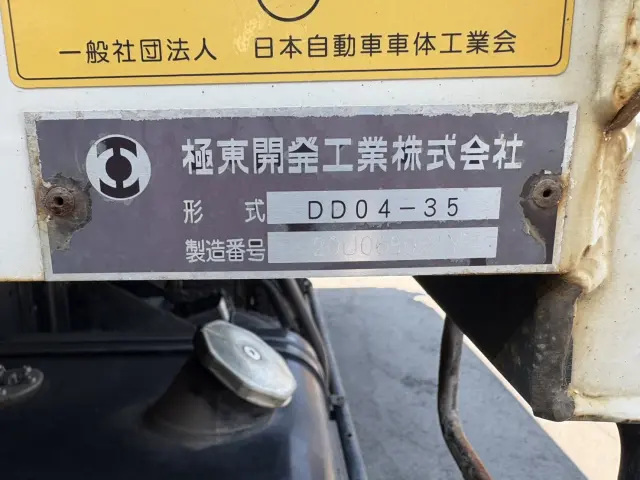 一般社団法人 日本自動車車体工業会
極東開発工業株式会社
形式 DD04-35
製造番号